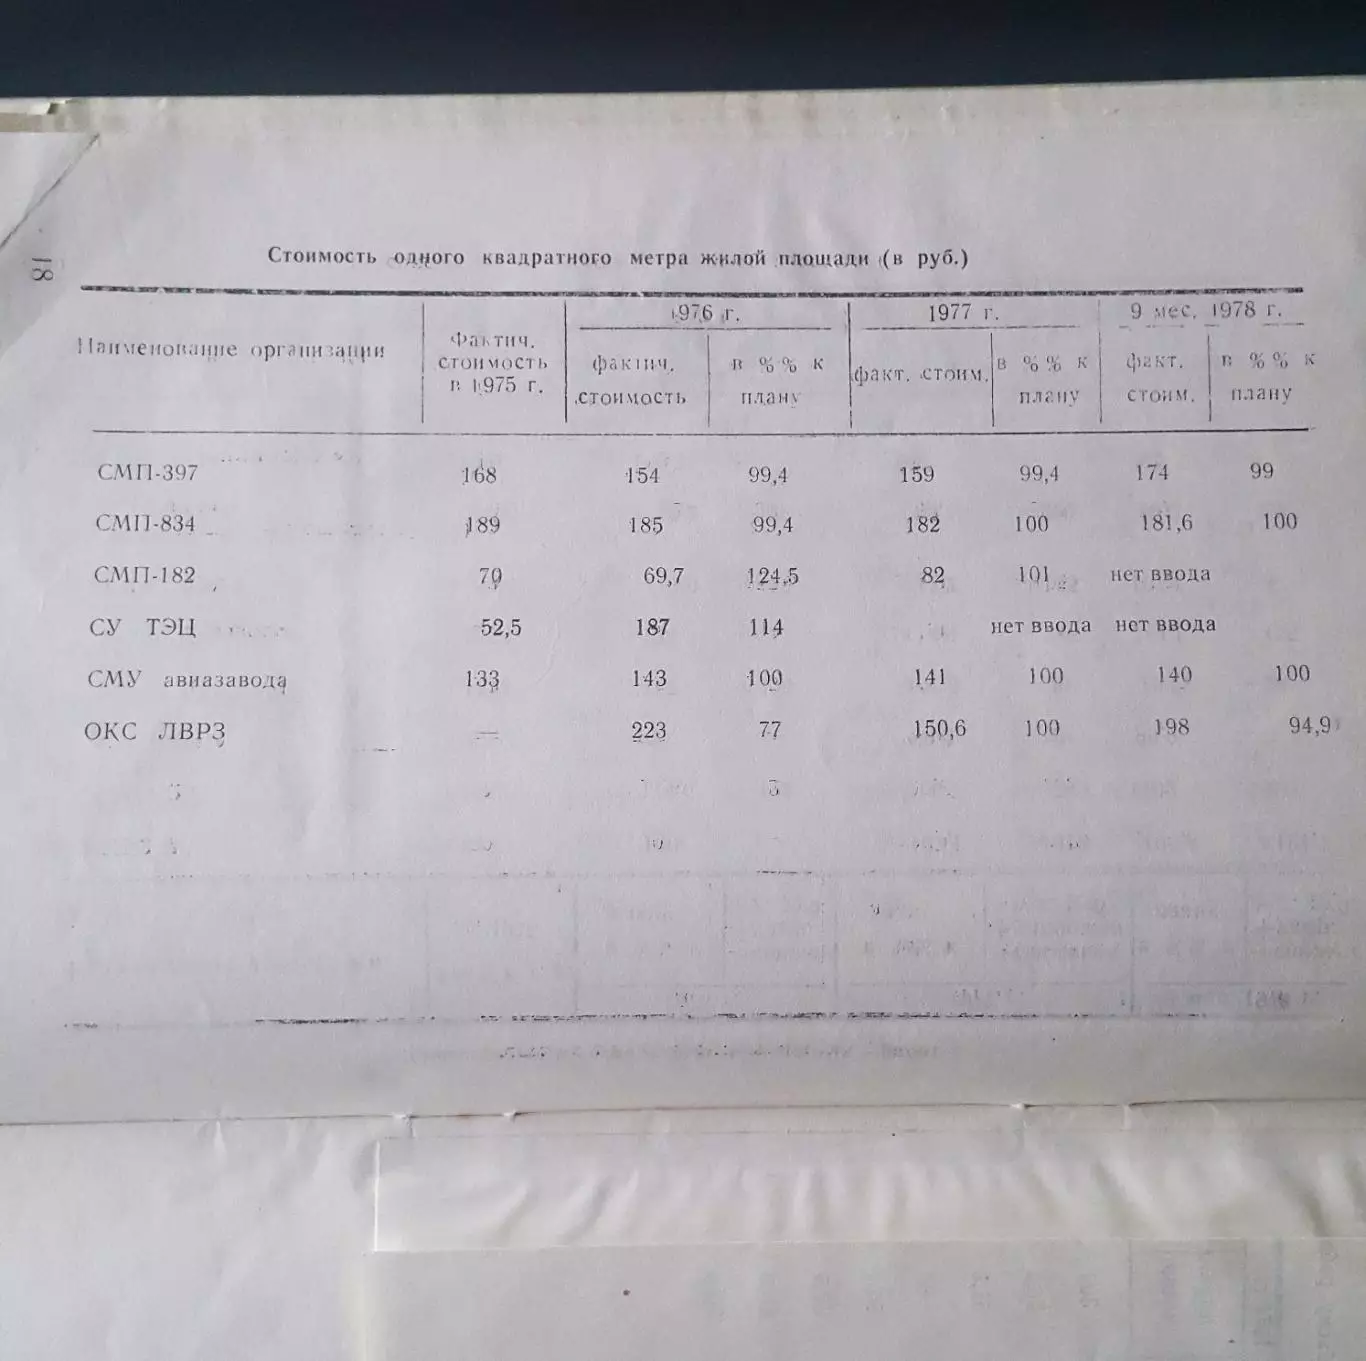 18
Стоимость одного квадратного метра жилой площади (в руб.)
Наименование организации
Фактич. стоимость в 1975 г.
1976 г.
1977 г.
9 мес. 1978 г.
фактич. стоимость
в %% к плану
факт. стоим.
в %% к плану
факт. стоим.
в %% к плану
СМП-397 168 154 99,4 159 99,4 174 99
СМП-834 189 185 99,4 182 100 181,6 100
СМП-182 70 69,7 124,5 82 101 нет ввода
СУ ТЭЦ 52,5 187 114 нет ввода нет ввода
СМУ авиазавода 133 143 100 141 100 140 100
ОКС ЛВРЗ — 223 77 150,6 100 198 94,9